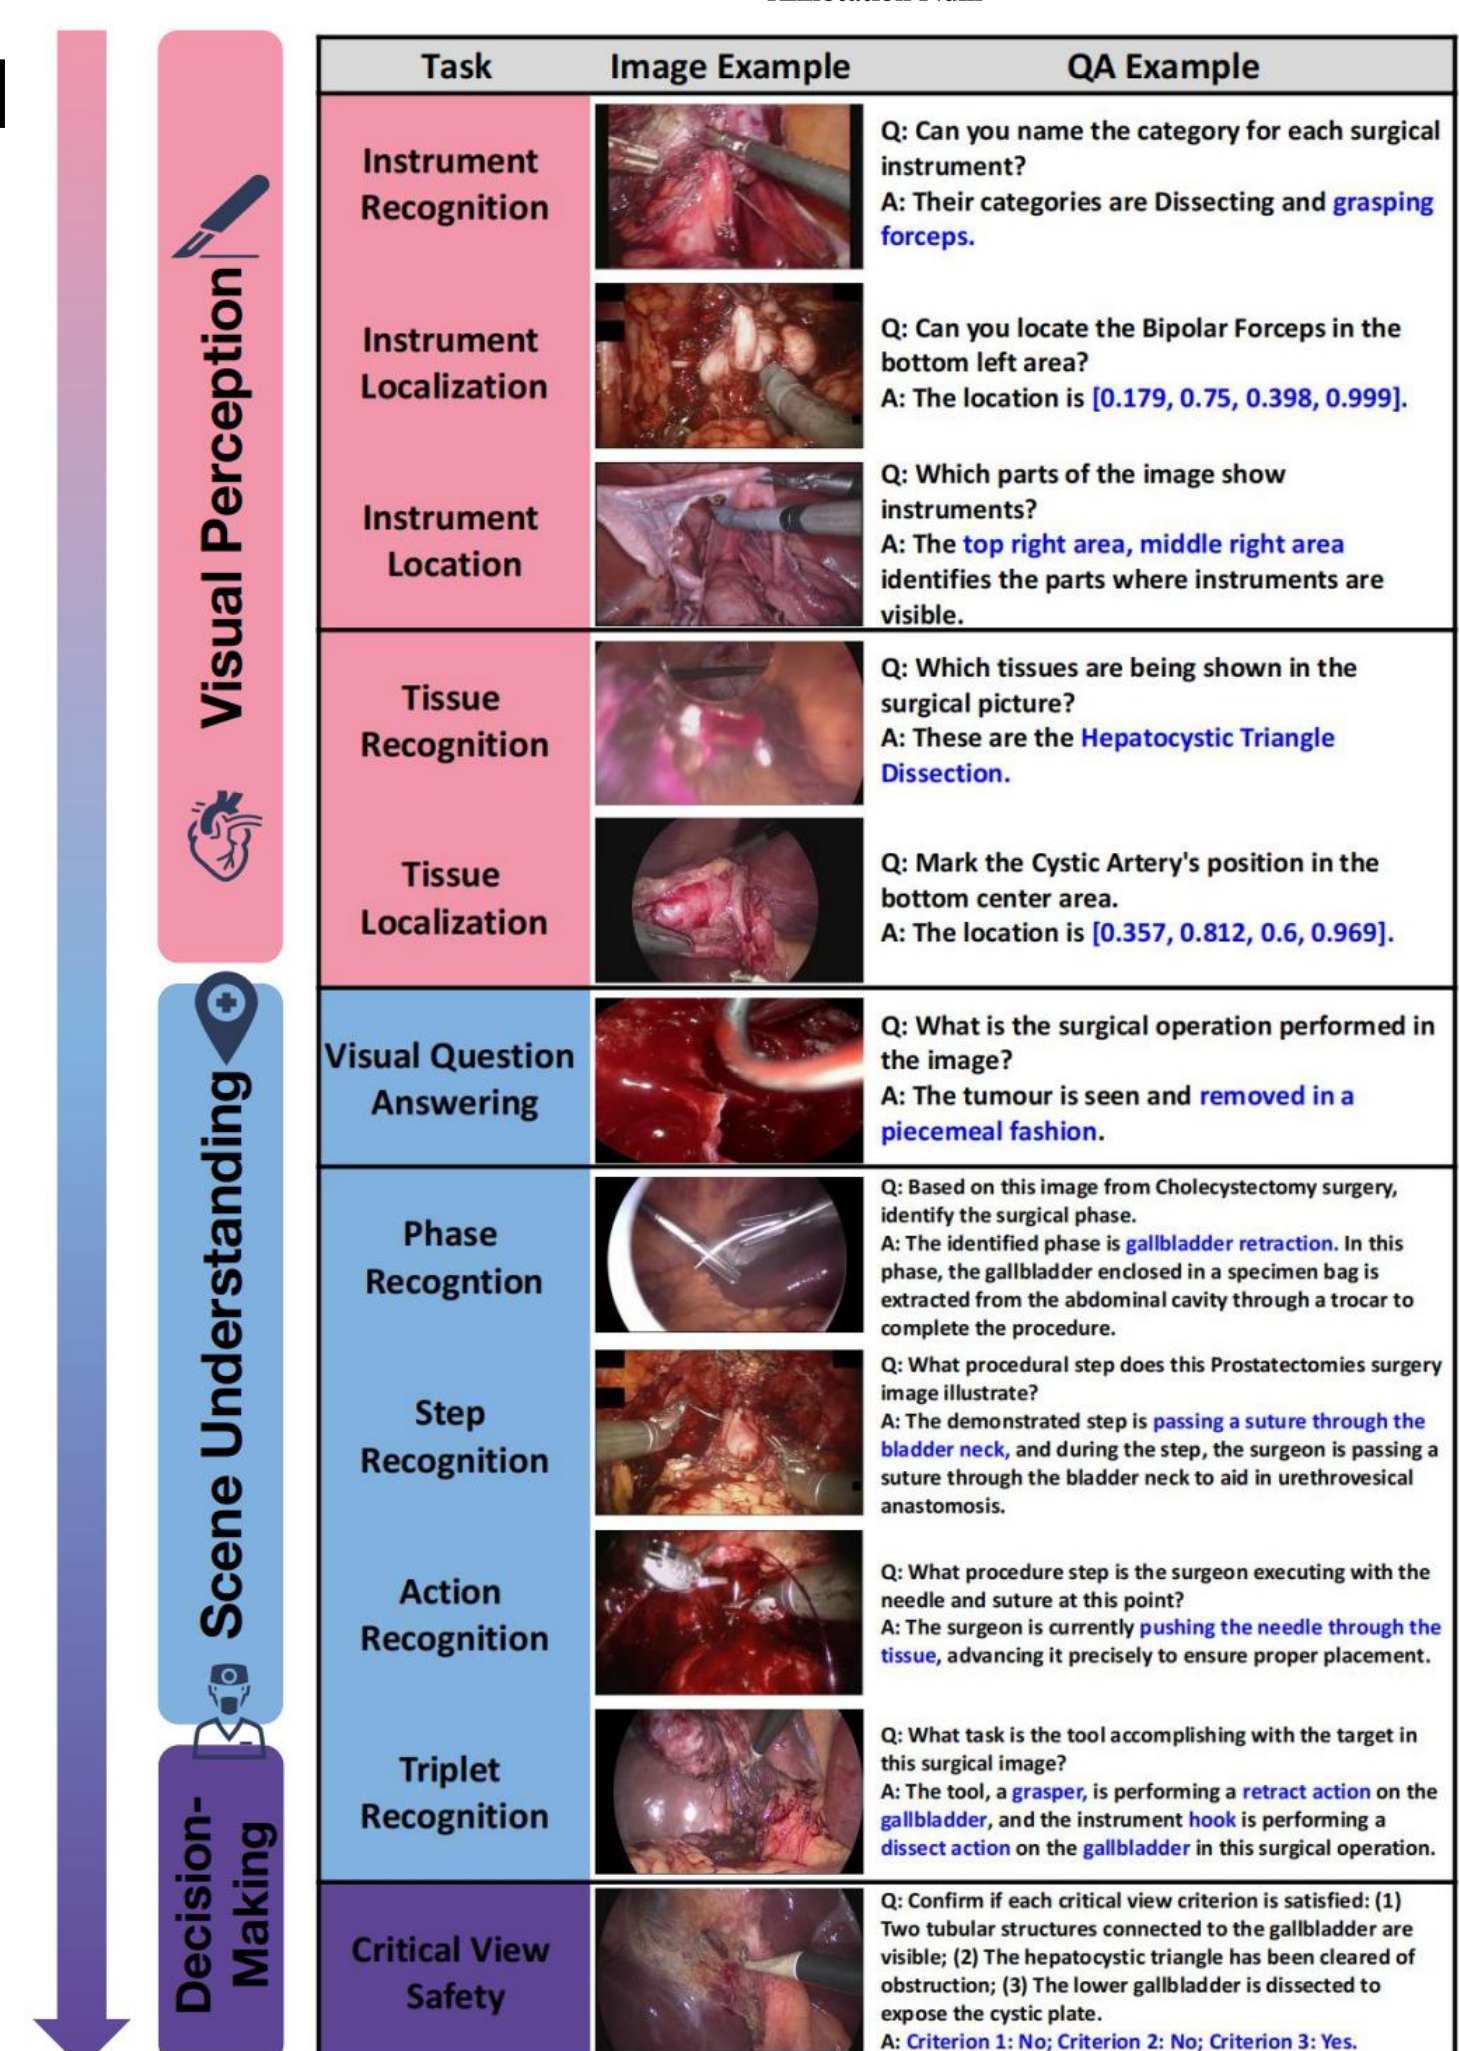 Task Image Example QA Example
Visual Perception
Instrument
Recognition
Q: Can you name the category for each surgical
instrument?
A: Their categories are Dissecting and grasping
forceps.
Instrument
Localization
Q: Can you locate the Bipolar Forceps in the
bottom left area?
A: The location is [0.179, 0.75, 0.398, 0.999].
Instrument
Location
Q: Which parts of the image show
instruments?
A: The top right area, middle right area
identifies the parts where instruments are
visible.
Tissue
Recognition
Q: Which tissues are being shown in the
surgical picture?
A: These are the Hepatocystic Triangle
Dissection.
Tissue
Localization
Q: Mark the Cystic Artery's position in the
bottom center area.
A: The location is [0.357, 0.812, 0.6, 0.969].
Scene Understanding
Visual Question
Answering
Q: What is the surgical operation performed in
the image?
A: The tumour is seen and removed in a
piecemeal fashion.
Phase
Recogntion
Q: Based on this image from Cholecystectomy surgery,
identify the surgical phase.
A: The identified phase is gallbladder retraction. In this
phase, the gallbladder enclosed in a specimen bag is
extracted from the abdominal cavity through a trocar to
complete the procedure.
Step
Recognition
Q: What procedural step does this Prostatectomies surgery
image illustrate?
A: The demonstrated step is passing a suture through the
bladder neck, and during the step, the surgeon is passing a
suture through the bladder neck to aid in urethrovesical
anastomosis.
Action
Recognition
Q: What procedure step is the surgeon executing with the
needle and suture at this point?
A: The surgeon is currently pushing the needle through the
tissue, advancing it precisely to ensure proper placement.
Triplet
Recognition
Q: What task is the tool accomplishing with the target in
this surgical image?
A: The tool, a grasper, is performing a retract action on the
gallbladder, and the instrument hook is performing a
dissect action on the gallbladder in this surgical operation.
Decision-
Making
Critical View
Safety
Q: Confirm if each critical view criterion is satisfied: (1)
Two tubular structures connected to the gallbladder are
visible; (2) The hepatocystic triangle has been cleared of
obstruction; (3) The lower gallbladder is dissected to
expose the cystic plate.
A: Criterion 1: No; Criterion 2: No; Criterion 3: Yes.